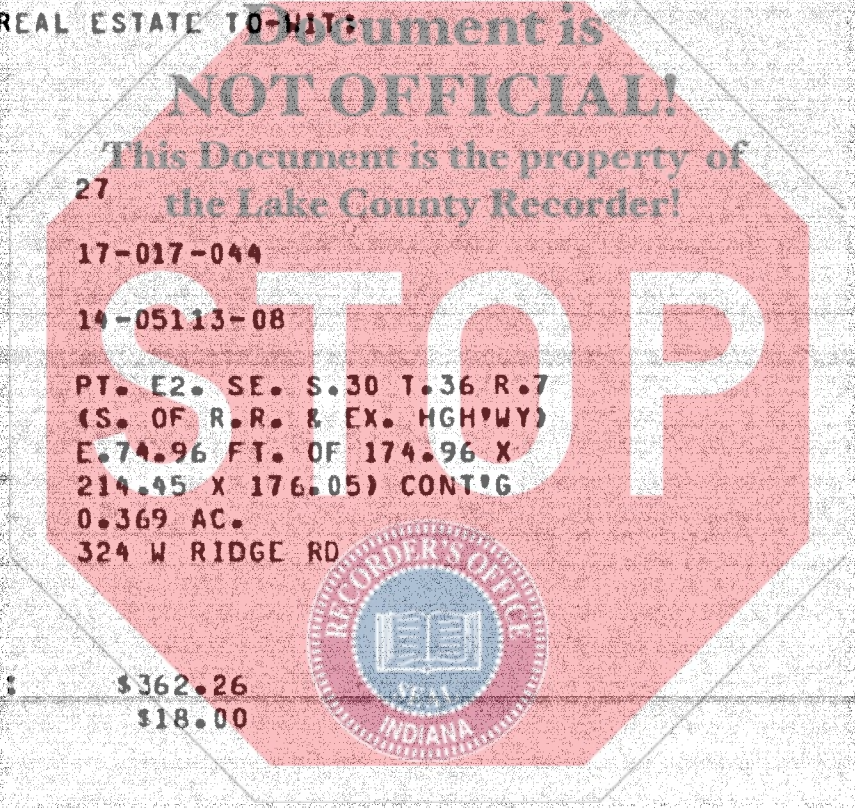 REAL ESTATE TO-WIT:
Document is
NOT OFFICIAL!
This Document is the property of
the Lake County Recorder!
27
17-017-044
14-05113-08
STOP
PT. E2. SE. S.30 T.36 R.7
(S. OF R.R. & EX. HGH'WY)
E.74.96 FT. OF 174.96 X
214.45 X 176.05) CONT'G
0.369 AC.
324 W RIDGE RD
RECORDER'S OFFICE
SEAL
INDIANA
: $362.26
$18.00